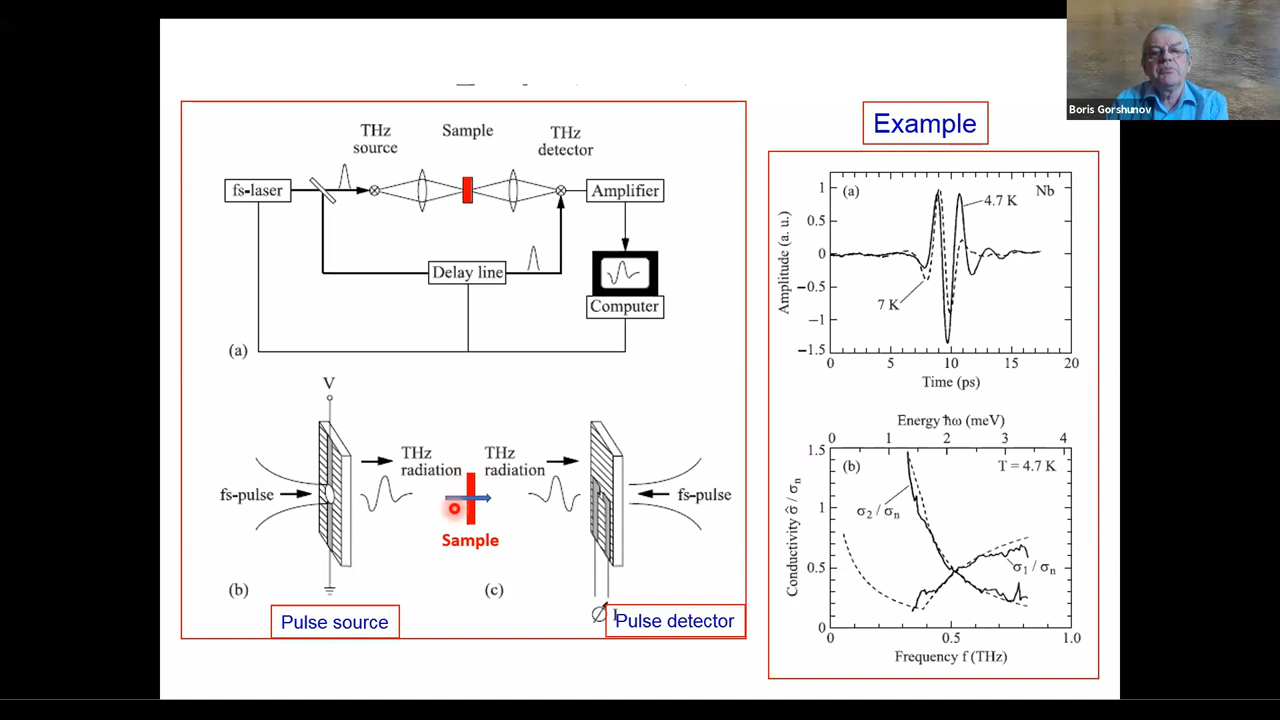 Boris Gorshunov
THz
source
Sample
THz
detector
fs-laser
Amplifier
Delay line
Computer
(a)
V
THz
radiation
THz
radiation
fs-pulse
fs-pulse
Sample
(b)
(c)
I
Pulse source
Pulse detector
Example
(a)
Nb
4.7 K
7 K
Amplitude (a. u.)
1
0.5
0
−0.5
−1
−1.5
0 5 10 15 20
Time (ps)
Energy ħω (meV)
0 1 2 3 4
(b)
T = 4.7 K
σ2 / σn
σ1 / σn
Conductivity σ̂ / σn
1.5
1
0.5
0
0 0.5 1.0
Frequency f (THz)